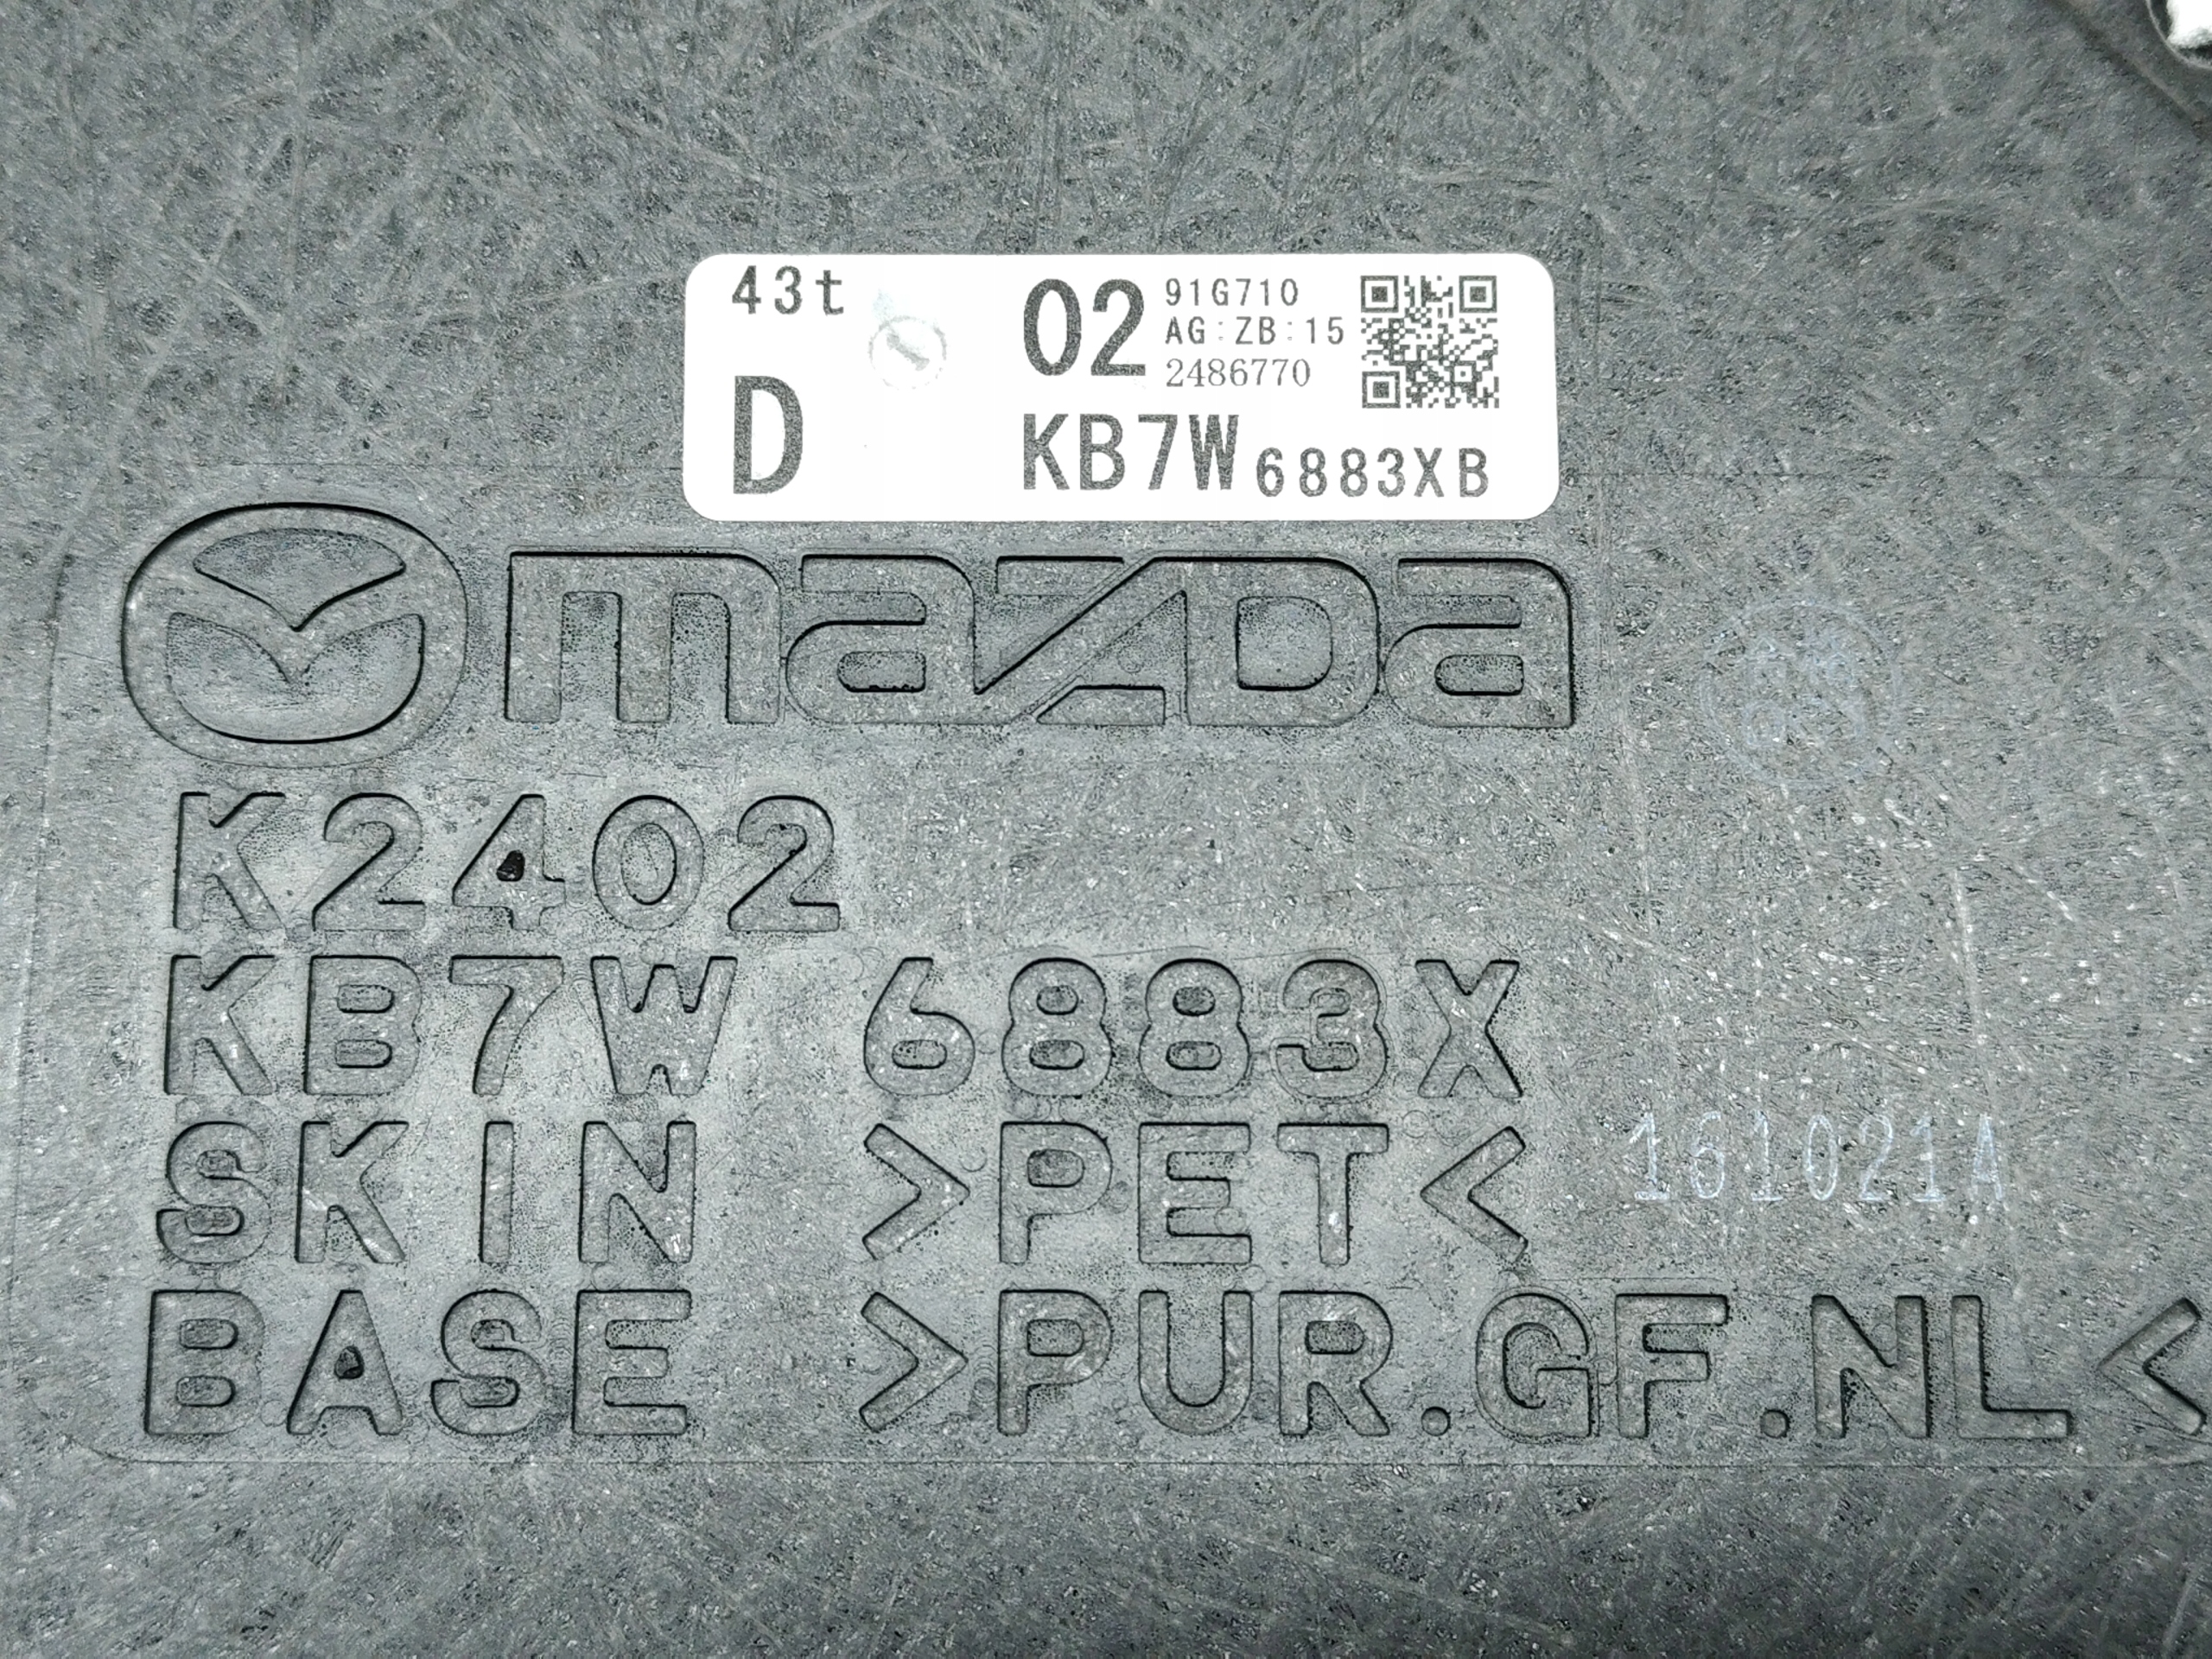 43t
D
02
91G710
AG:ZB:15
2486770
KB7W 6883XB
mazda
K2402
KB7W 6883X
SKIN >PET<
161021A
BASE >PUR.GF.NL<